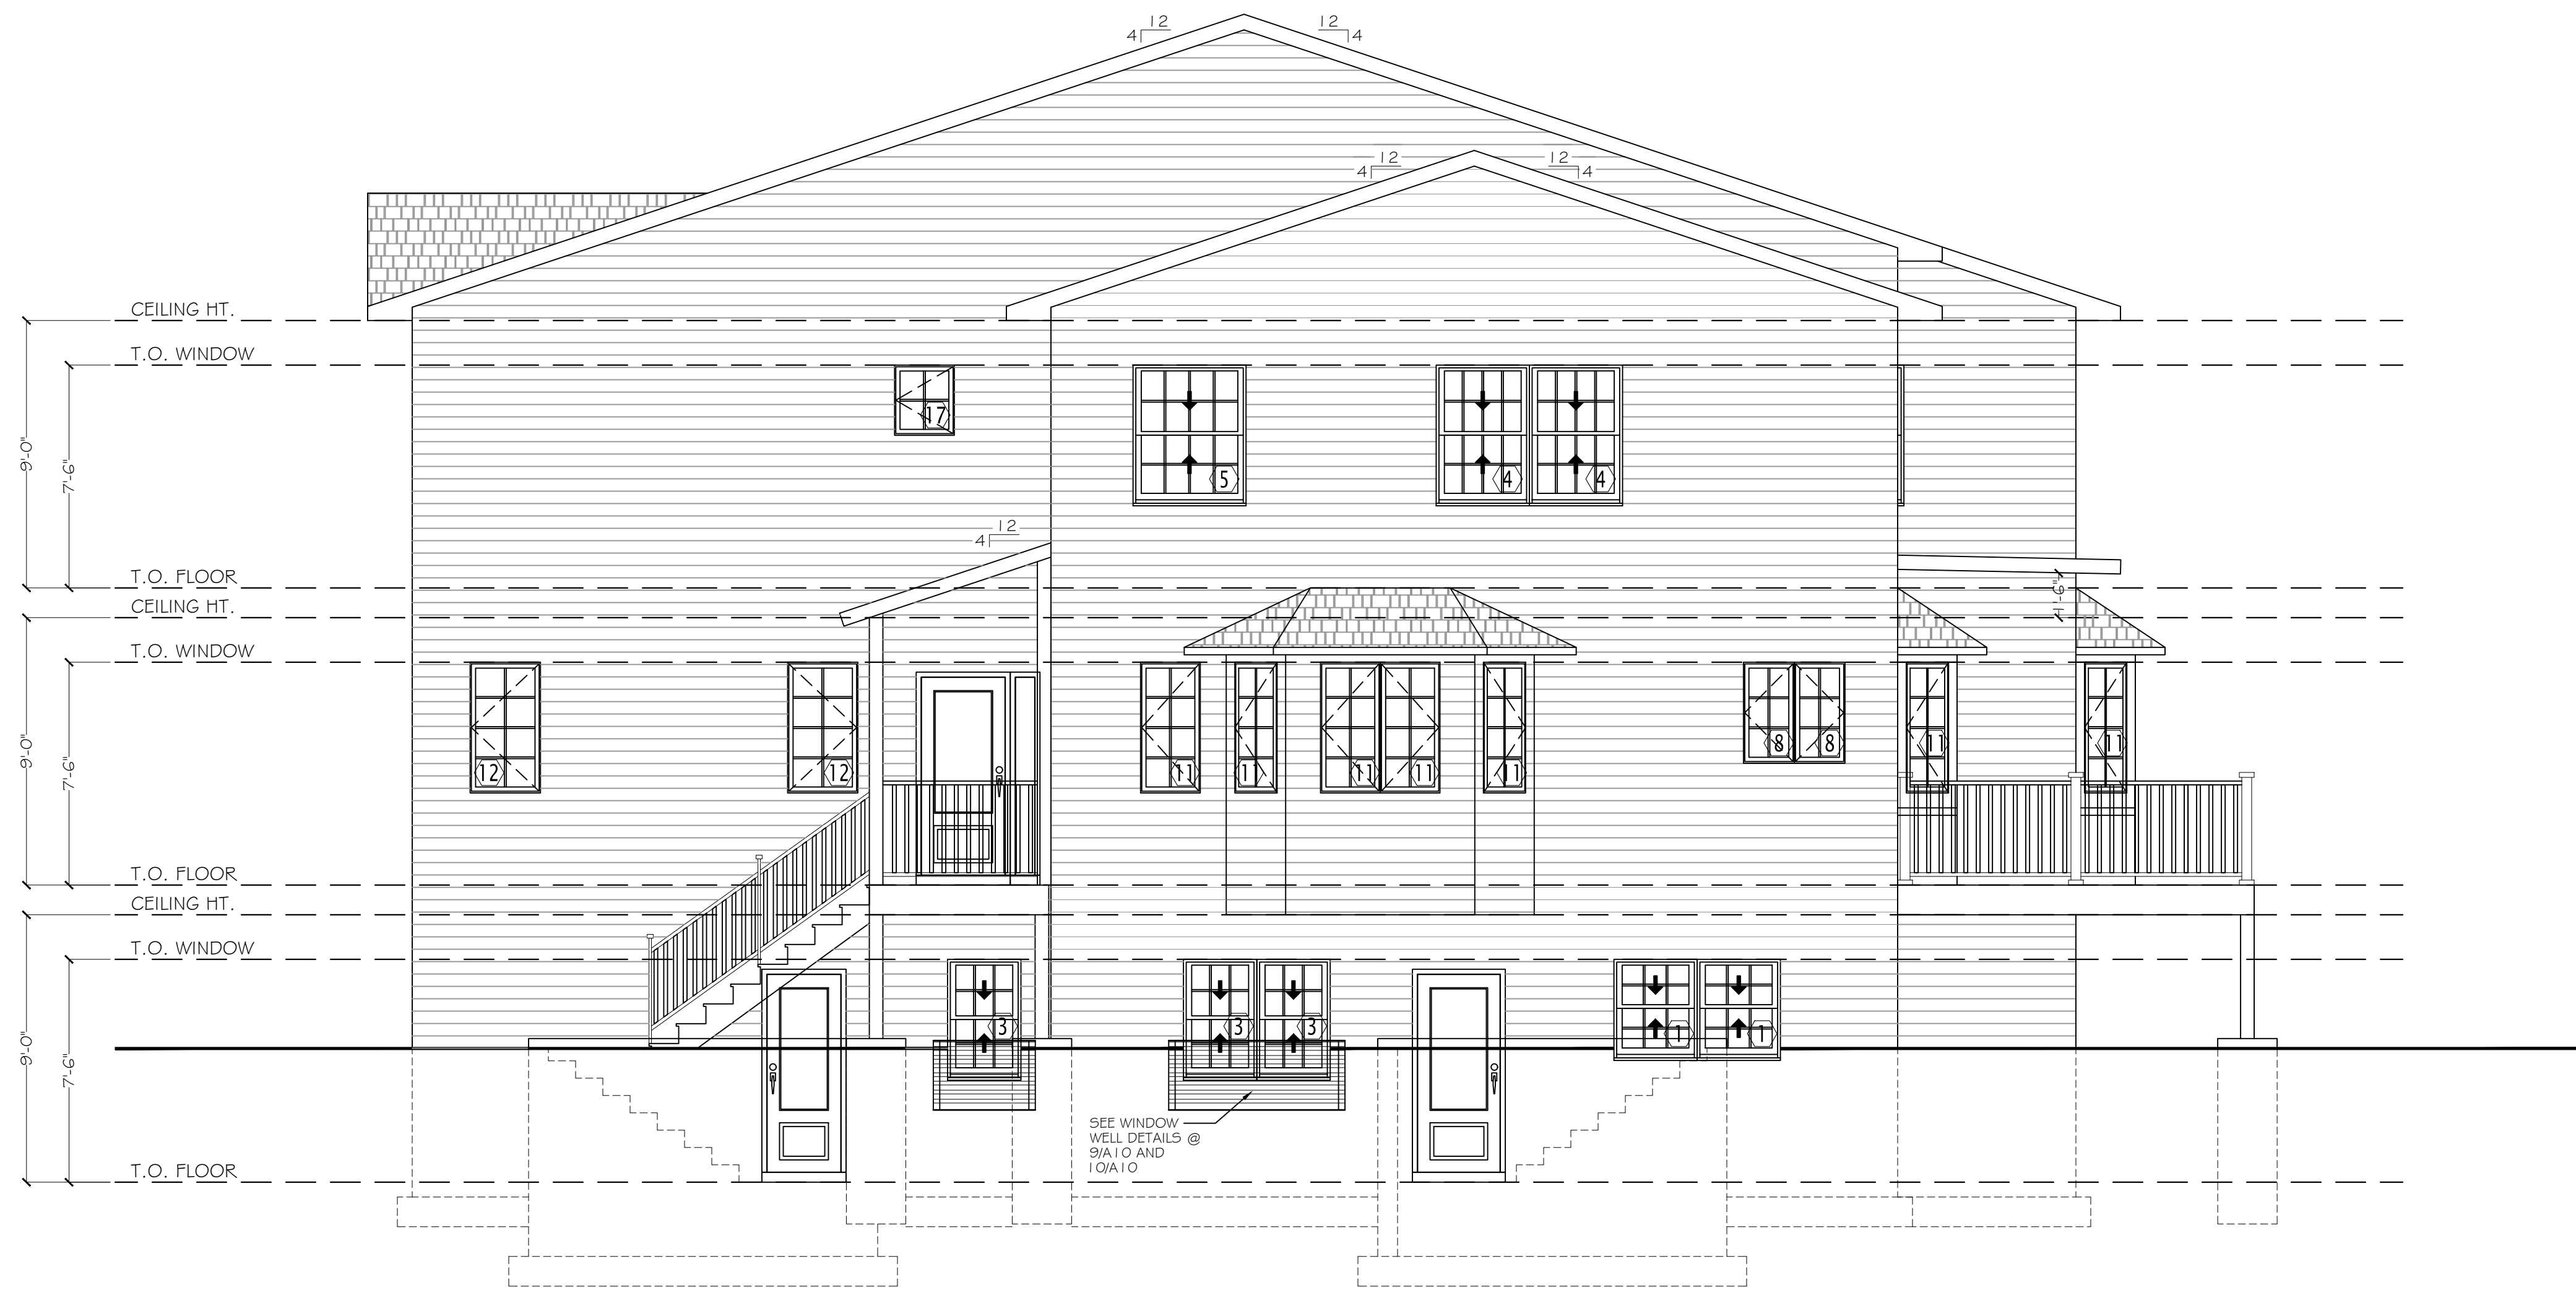 12
4
12
4
12
4
12
4
CEILING HT.
T.O. WINDOW
17
5
4
4
9'-0"
7'-6"
12
4
T.O. FLOOR
CEILING HT.
1'-6"
T.O. WINDOW
12
12
11
11
11
11
11
8
8
11
11
9'-0"
7'-6"
T.O. FLOOR
CEILING HT.
T.O. WINDOW
3
3
3
1
1
9'-0"
7'-6"
SEE WINDOW
WELL DETAILS @
9/A10 AND
10/A10
T.O. FLOOR